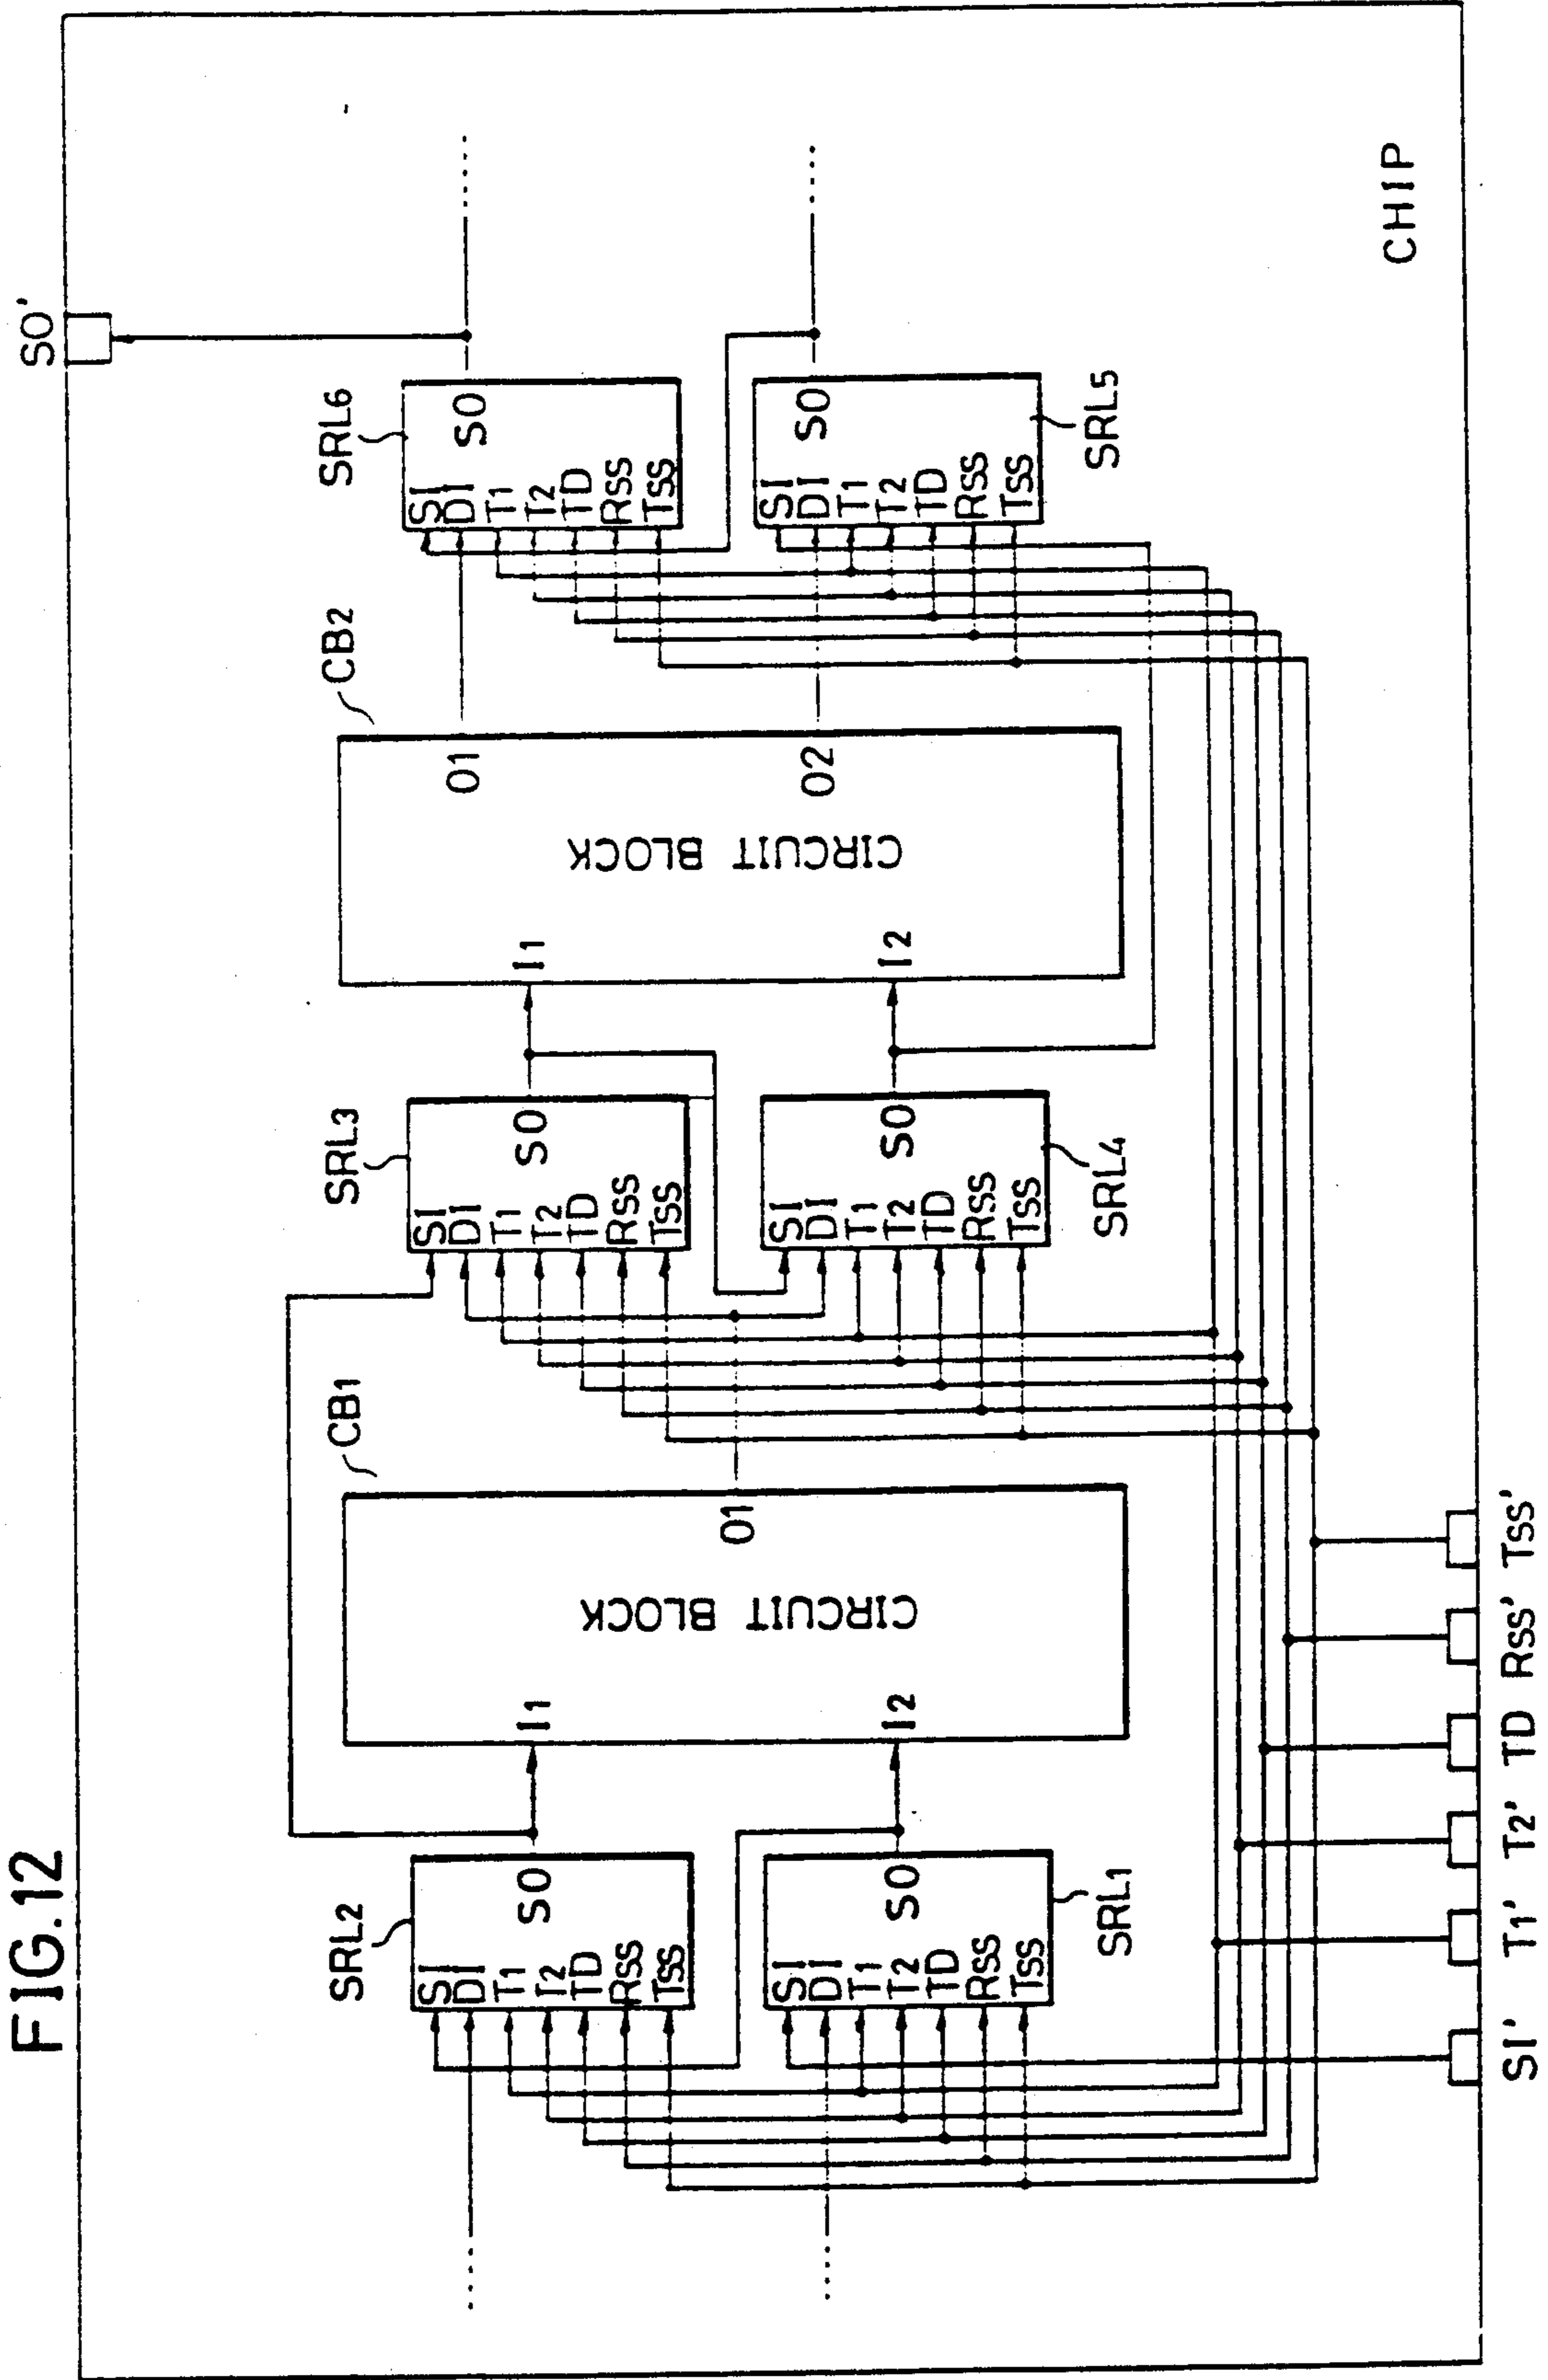 FIG.12
SO'
SRL2
SI
DI
T1
T2
TD
RSS
TSS
SO
SRL1
SI
DI
T1
T2
TD
RSS
TSS
SO
CB1
I1
I2
CIRCUIT BLOCK
O1
SRL3
SI
DI
T1
T2
TD
RSS
TSS
SO
SRL4
SI
DI
T1
T2
TD
RSS
TSS
SO
CB2
I1
I2
CIRCUIT BLOCK
O1
O2
SRL6
SI
DI
T1
T2
TD
RSS
TSS
SO
SRL5
SI
DI
T1
T2
TD
RSS
TSS
SO
CHIP
SI' T1' T2' TD RSS' TSS'